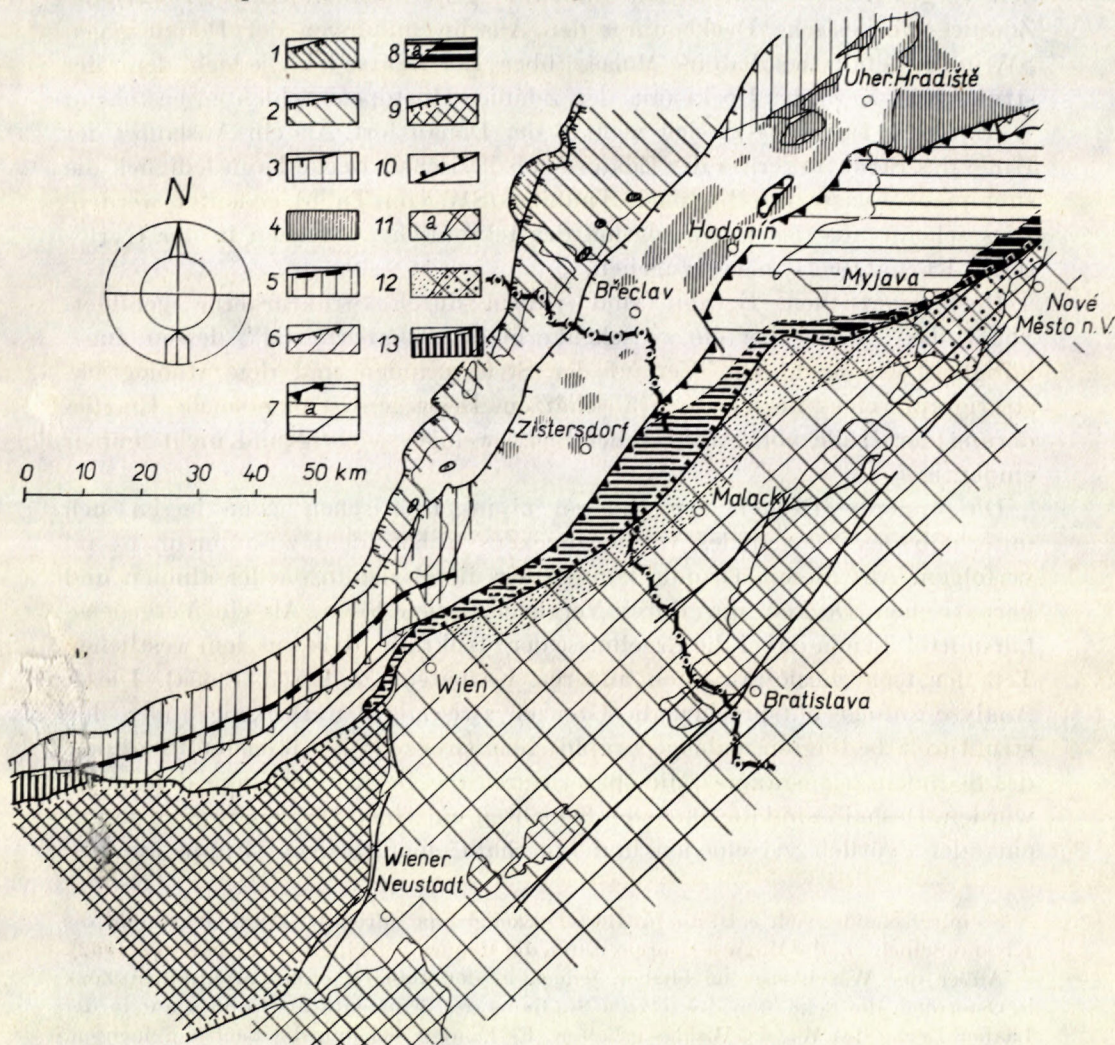 1
2
3
4
5
6
7 a
8 a
9
10
11 a
12
13
N
0 10 20 30 40 50 km
Uher. Hradiště
Hodonín
Břeclav
Myjava
Nové
Město n. V.
Zistersdorf
Malacky
Wien
Bratislava
Wiener
Neustadt